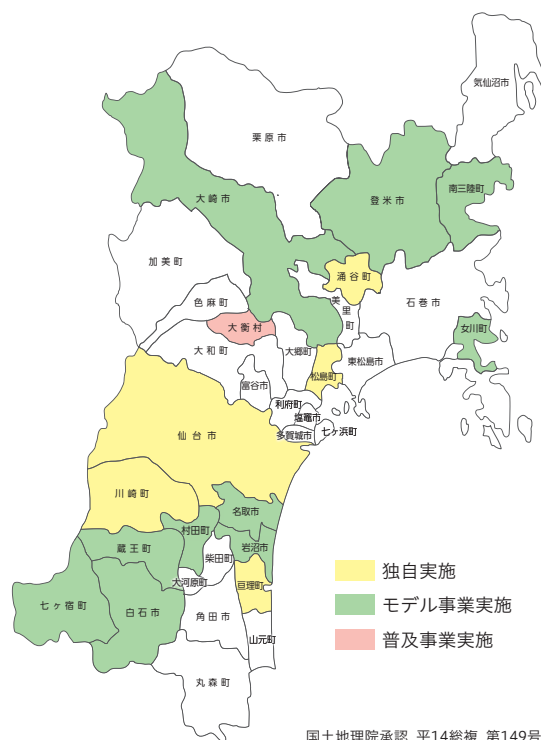 気仙沼市
栗原市
南三陸町
大崎市
登米市
加美町
涌谷町
色麻町
美里町
石巻市
大衡村
女川町
大和町
大郷町
東松島市
松島町
富谷市
利府町
塩竈市
七ヶ浜町
多賀城市
仙台市
川崎町
名取市
村田町
蔵王町
岩沼市
柴田町
大河原町
亘理町
七ヶ宿町
白石市
角田市
山元町
丸森町
独自実施
モデル事業実施
普及事業実施
国土地理院承認 平14総複 第149号